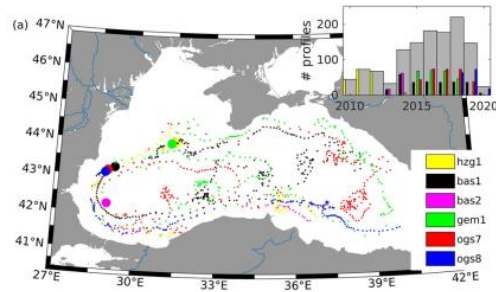 (a)
47°N
46°N
45°N
44°N
43°N
42°N
41°N
27°E
30°E
33°E
36°E
39°E
42°E
# profiles
200
100
0
2010
2015
2020
hzg1
bas1
bas2
gem1
ogs7
ogs8